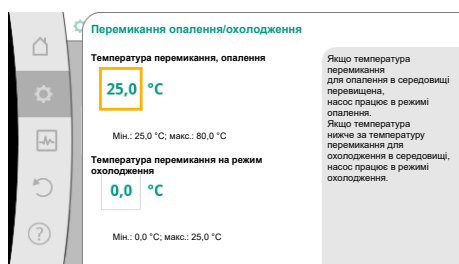 Перемикання опалення/охолодження
Температура перемикання, опалення
25,0 °C
Мін.: 25,0 °C; макс.: 80,0 °C
Температура перемикання на режим
охолодження
0,0 °C
Мін.: 0,0 °C; макс.: 25,0 °C
Якщо температура
перемикання
для опалення в середовищі
перевищена,
насос працює в режимі
опалення.
Якщо температура
нижче за температуру
перемикання для
охолодження в середовищі,
насос працює в режимі
охолодження.